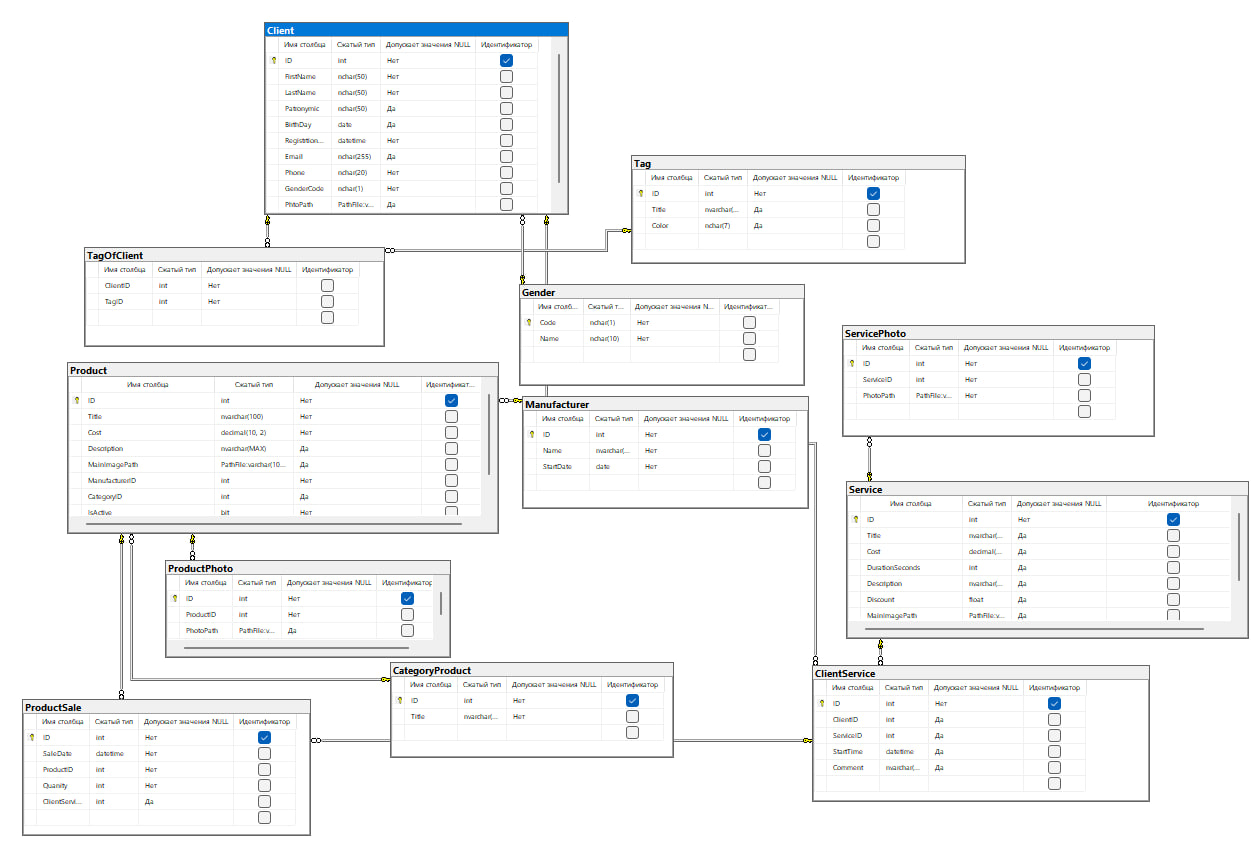 Client
Имя столбца Сжатый тип Допускает значения NULL Идентификатор
ID int Нет
FirstName nchar(50) Нет
LastName nchar(50) Нет
Patronymic nchar(50) Да
BirthDay date Да
Registrtion... datetime Нет
Email nchar(255) Да
Phone nchar(20) Нет
GenderCode nchar(1) Нет
PhtoPath PathFile:v... Да
Tag
Имя столбца Сжатый тип Допускает значения NULL Идентификатор
ID int Нет
Title nvarchar(... Да
Color nchar(7) Да
TagOfClient
Имя столбца Сжатый тип Допускает значения NULL Идентификатор
ClientID int Нет
TagID int Нет
Gender
Имя столб... Сжатый т... Допускает значения N... Идентификат...
Code nchar(1) Нет
Name nchar(10) Нет
ServicePhoto
Имя столбца Сжатый тип Допускает значения NULL Идентификатор
ID int Нет
ServiceID int Нет
PhotoPath PathFile:v... Нет
Product
Имя столбца Сжатый тип Допускает значения NULL Идентификат...
ID int Нет
Title nvarchar(100) Нет
Cost decimal(10, 2) Нет
Description nvarchar(MAX) Да
MainImagePath PathFile:varchar(10... Да
ManufacturerID int Нет
CategoryID int Да
IsActive bit Нет
Manufacturer
Имя столбца Сжатый тип Допускает значения NULL Идентификатор
ID int Нет
Name nvarchar(... Нет
StartDate date Нет
Service
Имя столбца Сжатый тип Допускает значения NULL Идентификатор
ID int Нет
Title nvarchar(... Да
Cost decimal(... Да
DurationSeconds int Да
Description nvarchar(... Да
Discount float Да
MainImagePath PathFile:v... Да
ProductPhoto
Имя столбца Сжатый тип Допускает значения NULL Идентификатор
ID int Нет
ProductID int Нет
PhotoPath PathFile:v... Да
CategoryProduct
Имя столбца Сжатый тип Допускает значения NULL Идентификатор
ID int Нет
Title nvarchar(... Нет
ClientService
Имя столбца Сжатый тип Допускает значения NULL Идентификатор
ID int Нет
ClientID int Да
ServiceID int Да
StartTime datetime Да
Comment nvarchar(... Да
ProductSale
Имя столбца Сжатый тип Допускает значения NULL Идентификатор
ID int Нет
SaleDate datetime Нет
ProductID int Нет
Quanity int Нет
ClientServi... int Да